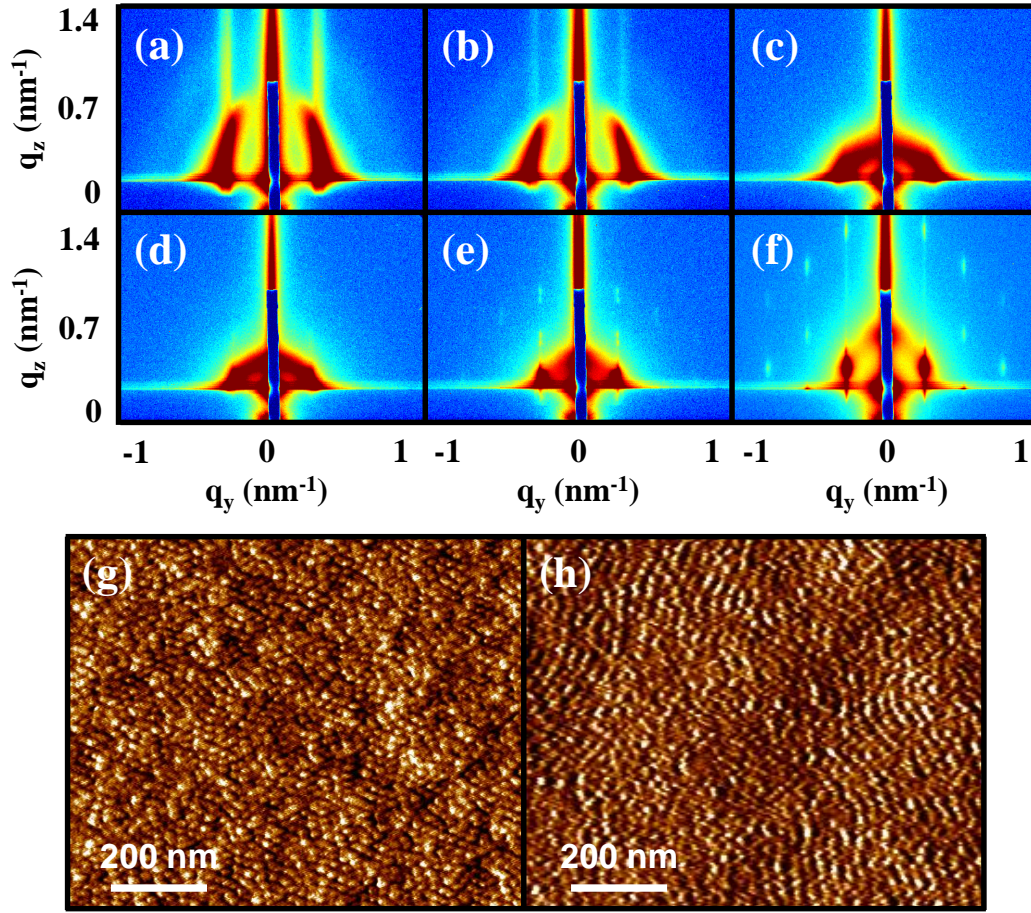 1.4
0.7
0
q_z (nm^-1)
(a)
(b)
(c)
1.4
0.7
0
q_z (nm^-1)
(d)
(e)
(f)
-1 0 1 -1 0 1 -1 0 1
q_y (nm^-1) q_y (nm^-1) q_y (nm^-1)
(g)
(h)
200 nm
200 nm